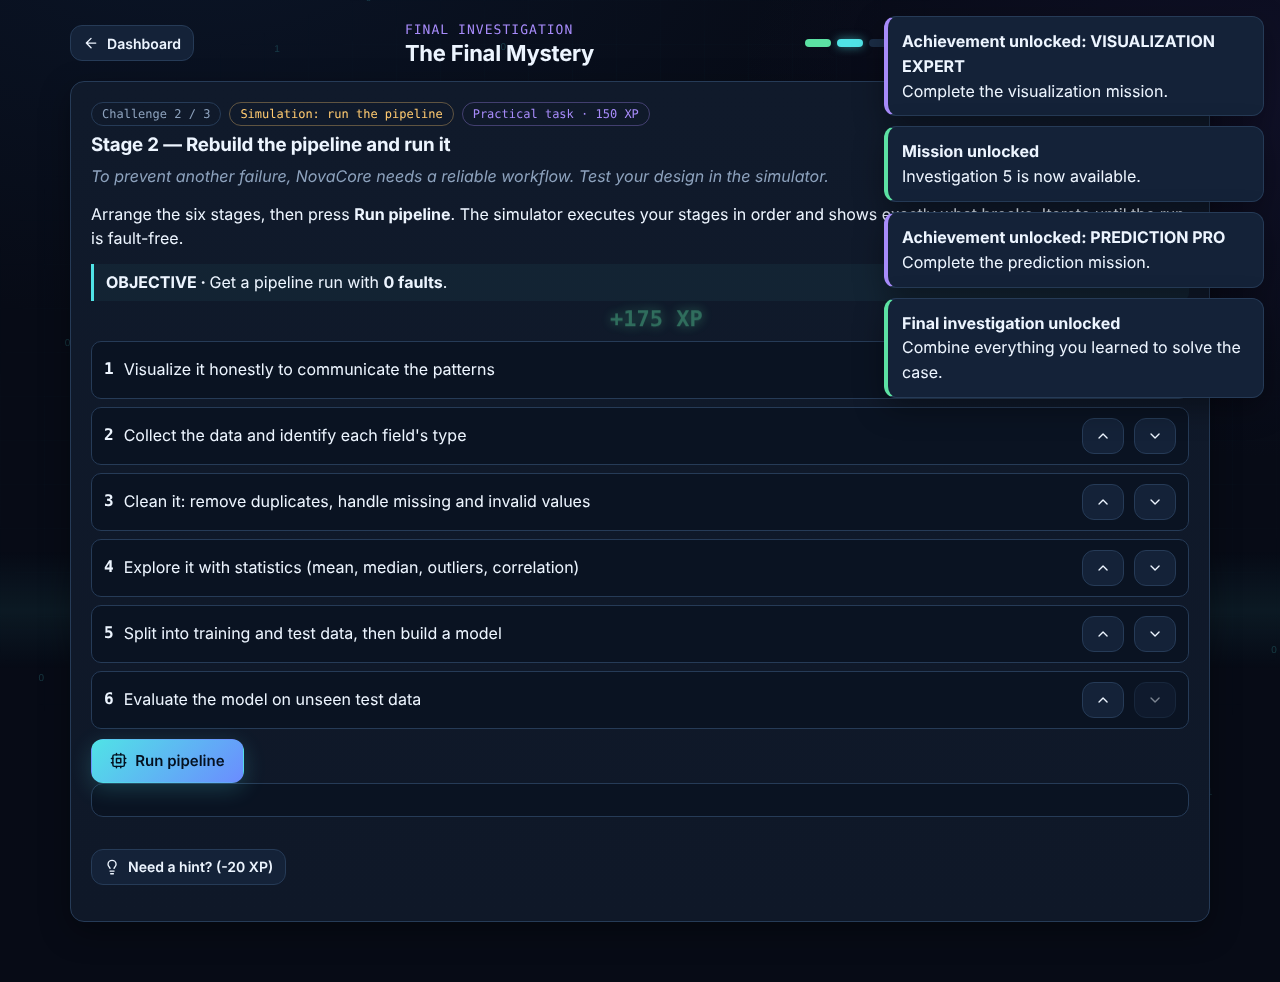 Dashboard
FINAL INVESTIGATION
The Final Mystery
Challenge 2 / 3
Simulation: run the pipeline
Practical task · 150 XP
Stage 2 — Rebuild the pipeline and run it
To prevent another failure, NovaCore needs a reliable workflow. Test your design in the simulator.
Arrange the six stages, then press Run pipeline. The simulator executes your stages in order and shows
is fault-free.
OBJECTIVE · Get a pipeline run with 0 faults.
+175 XP
1 Visualize it honestly to communicate the patterns
2 Collect the data and identify each field's type
3 Clean it: remove duplicates, handle missing and invalid values
4 Explore it with statistics (mean, median, outliers, correlation)
5 Split into training and test data, then build a model
6 Evaluate the model on unseen test data
Run pipeline
Need a hint? (-20 XP)
Achievement unlocked: VISUALIZATION
EXPERT
Complete the visualization mission.
Mission unlocked
Investigation 5 is now available.
Achievement unlocked: PREDICTION PRO
Complete the prediction mission.
Final investigation unlocked
Combine everything you learned to solve the
case.